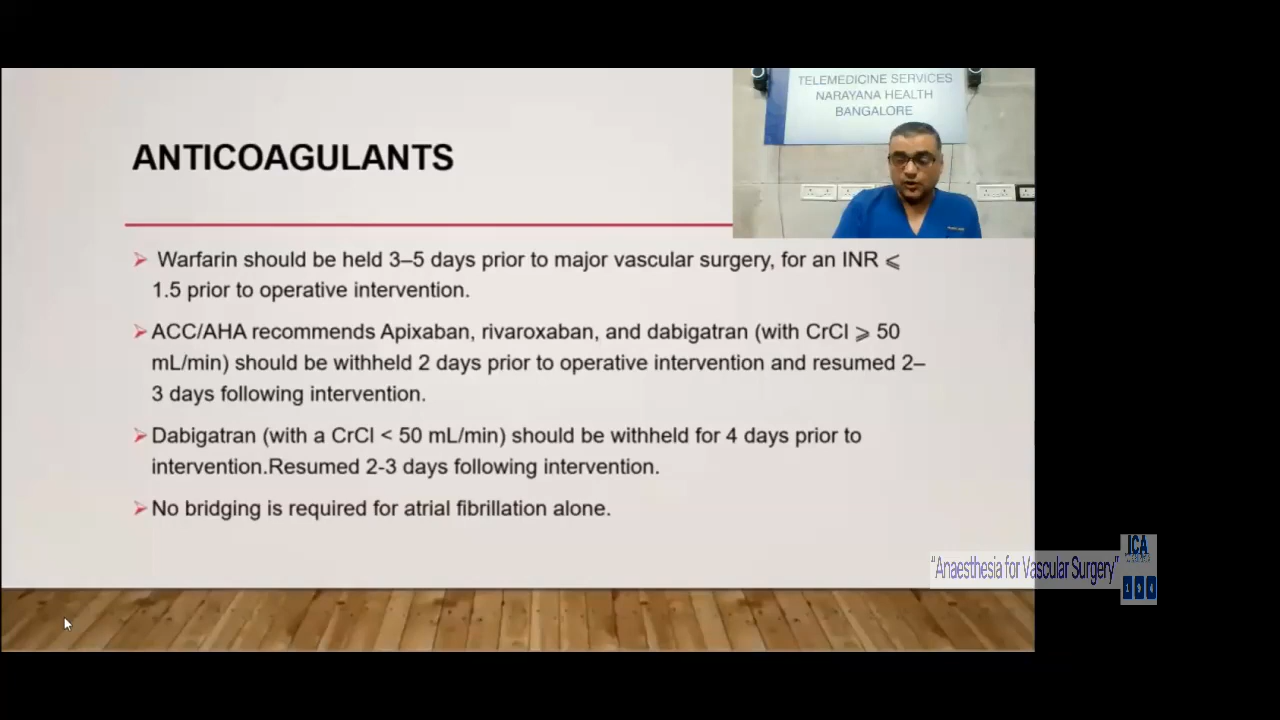 TELEMEDICINE SERVICES
NARAYANA HEALTH
BANGALORE
ANTICOAGULANTS
Warfarin should be held 3–5 days prior to major vascular surgery, for an INR ⩽
1.5 prior to operative intervention.
ACC/AHA recommends Apixaban, rivaroxaban, and dabigatran (with CrCl ⩾ 50
mL/min) should be withheld 2 days prior to operative intervention and resumed 2–
3 days following intervention.
Dabigatran (with a CrCl < 50 mL/min) should be withheld for 4 days prior to
intervention.Resumed 2-3 days following intervention.
No bridging is required for atrial fibrillation alone.
"Anaesthesia for Vascular Surgery"
ICA